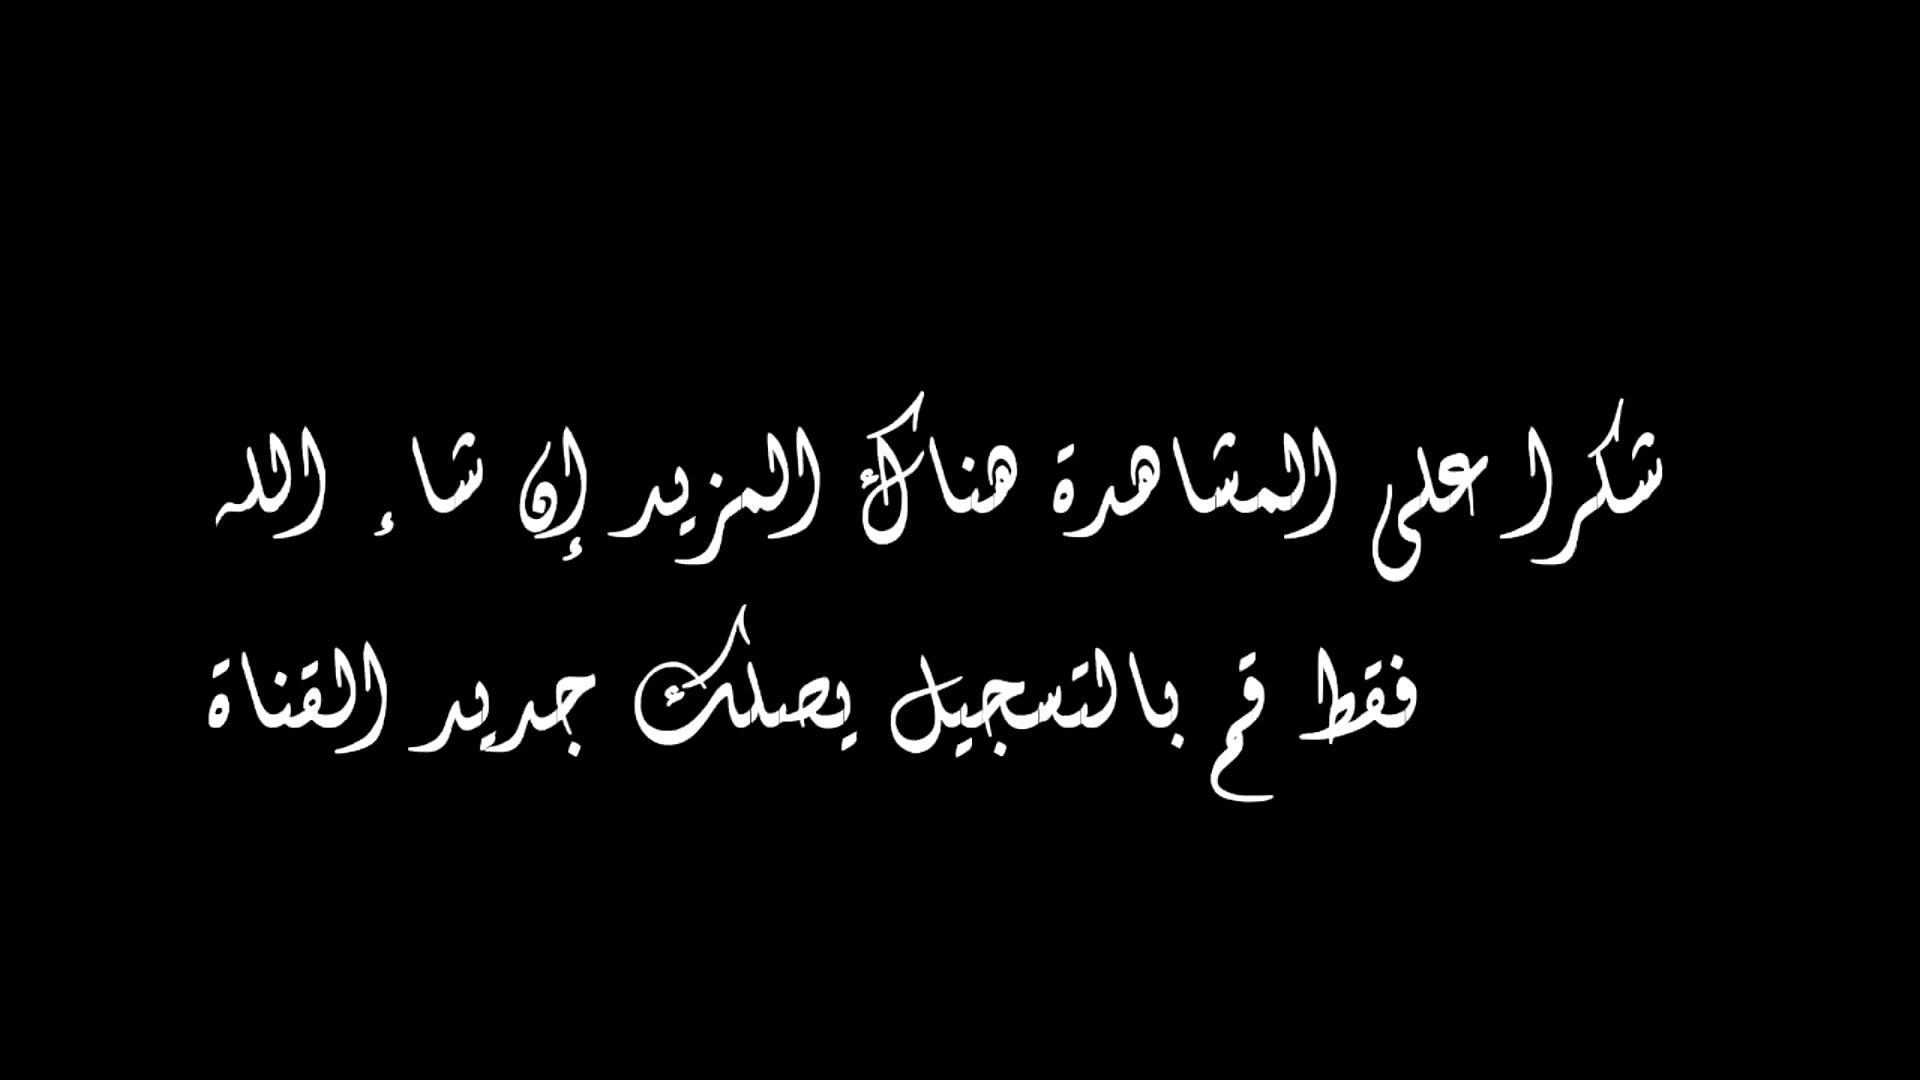 شكرا على المشاهدة هناك المزيد إن شاء الله
فقط قم بالتسجيل يصلك جديد القناة